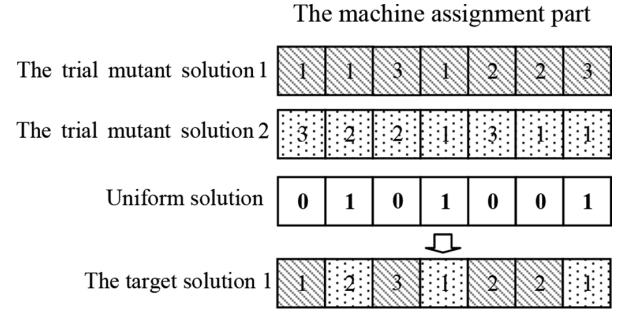 The machine assignment part
The trial mutant solution 1 1 1 3 1 2 2 3
The trial mutant solution 2 3 2 2 1 3 1 1
Uniform solution 0 1 0 1 0 0 1
The target solution 1 1 2 3 1 2 2 1